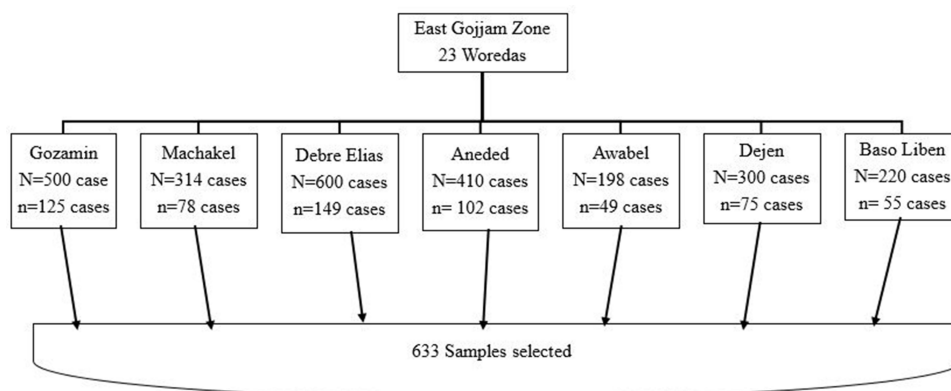 East Gojjam Zone
23 Woredas
Gozamin
N=500 case
n=125 cases
Machakel
N=314 cases
n=78 cases
Debre Elias
N=600 cases
n=149 cases
Aneded
N=410 cases
n= 102 cases
Awabel
N=198 cases
n=49 cases
Dejen
N=300 cases
n=75 cases
Baso Liben
N=220 cases
n= 55 cases
633 Samples selected